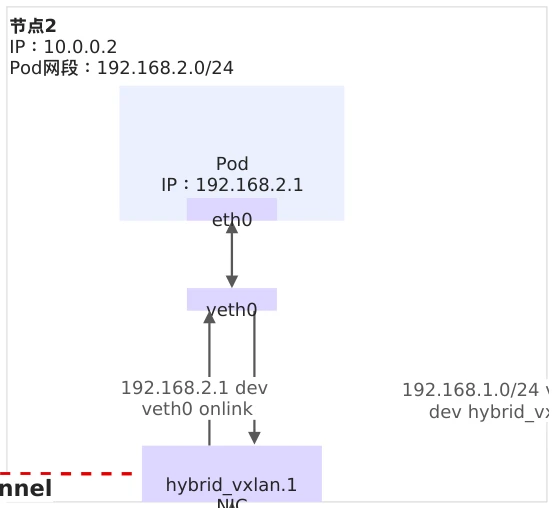 节点2
IP：10.0.0.2
Pod网段：192.168.2.0/24
Pod
IP：192.168.2.1
eth0
veth0
192.168.2.1 dev
veth0 onlink
192.168.1.0/24
dev
hybrid_vxlan.1
NIC